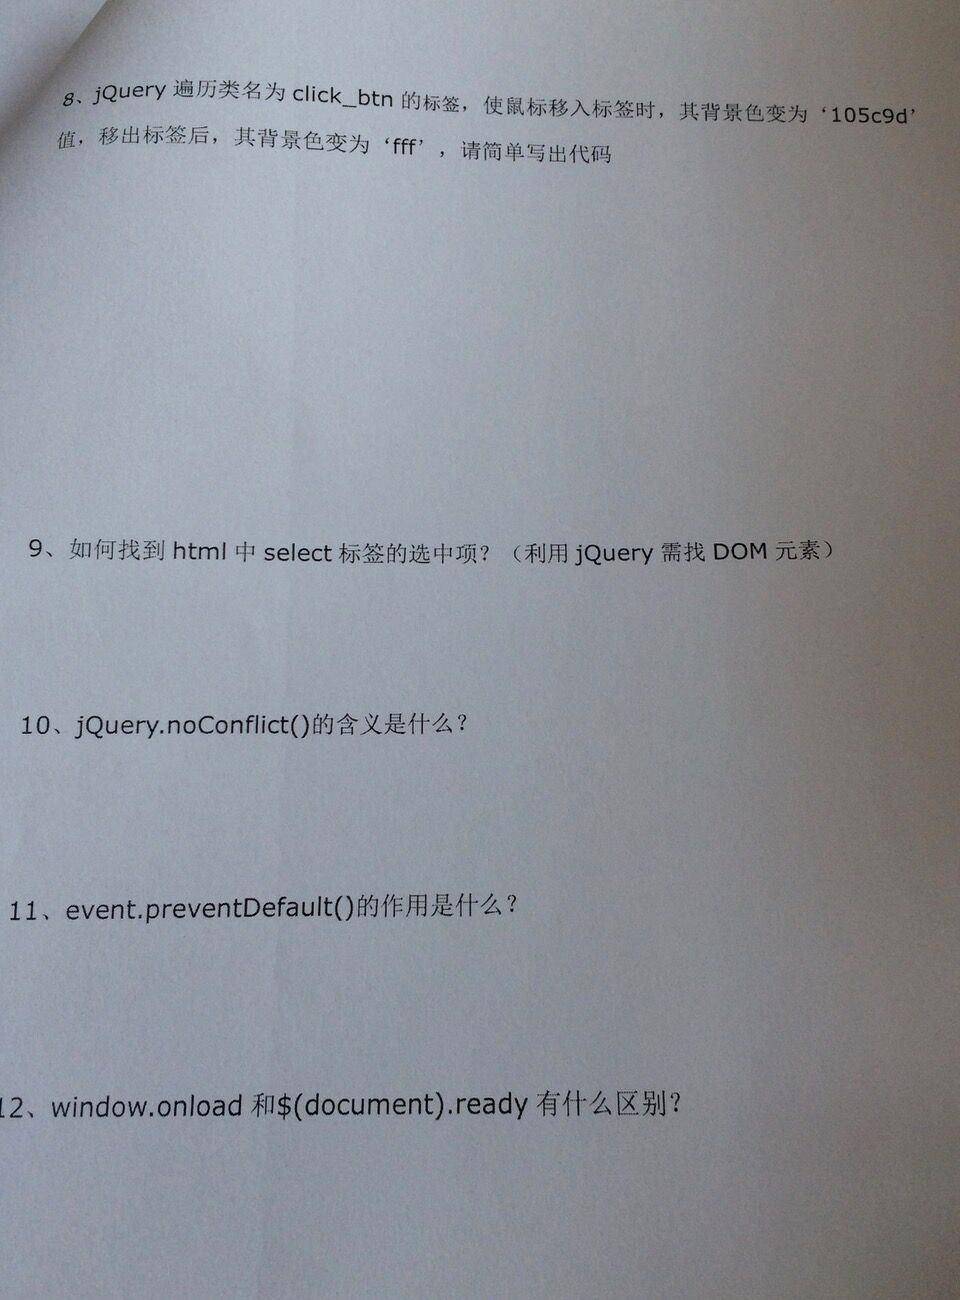 8、jQuery 遍历类名为 click_btn 的标签，使鼠标移入标签时，其背景色变为‘105c9d’
值，移出标签后，其背景色变为‘fff’，请简单写出代码
9、如何找到 html 中 select 标签的选中项？（利用 jQuery 需找 DOM 元素）
10、jQuery.noConflict()的含义是什么？
11、event.preventDefault()的作用是什么？
12、window.onload 和$(document).ready 有什么区别？